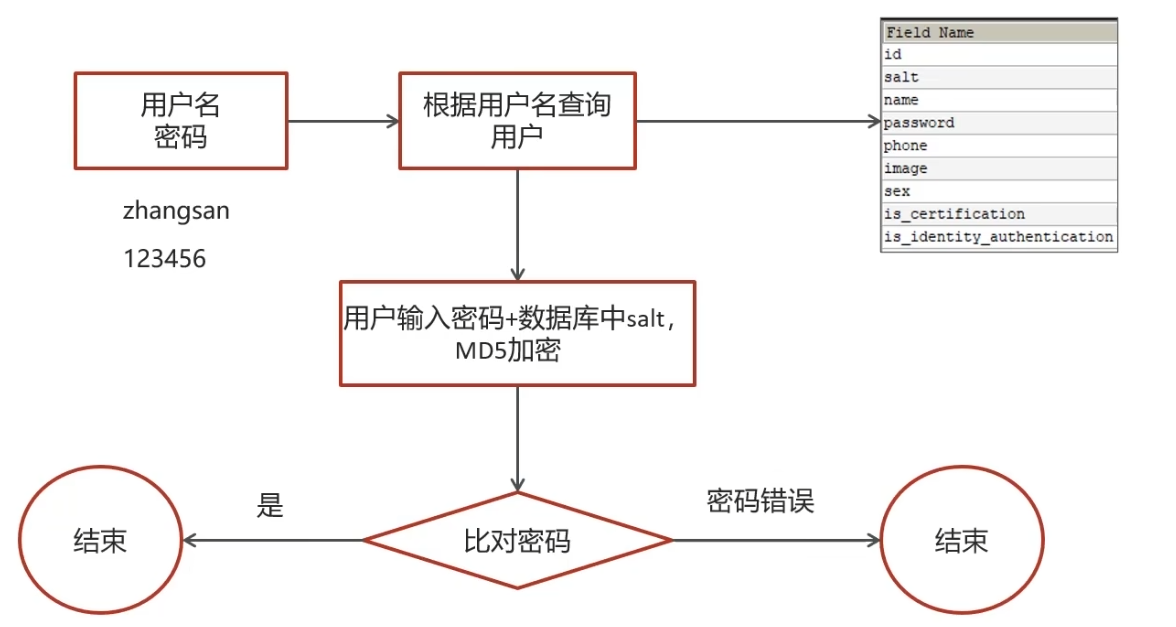 用户名
密码
zhangsan
123456
根据用户名查询
用户
Field Name
id
salt
name
password
phone
image
sex
is_certification
is_identity_authentication
用户输入密码+数据库中salt，
MD5加密
比对密码
是
结束
密码错误
结束